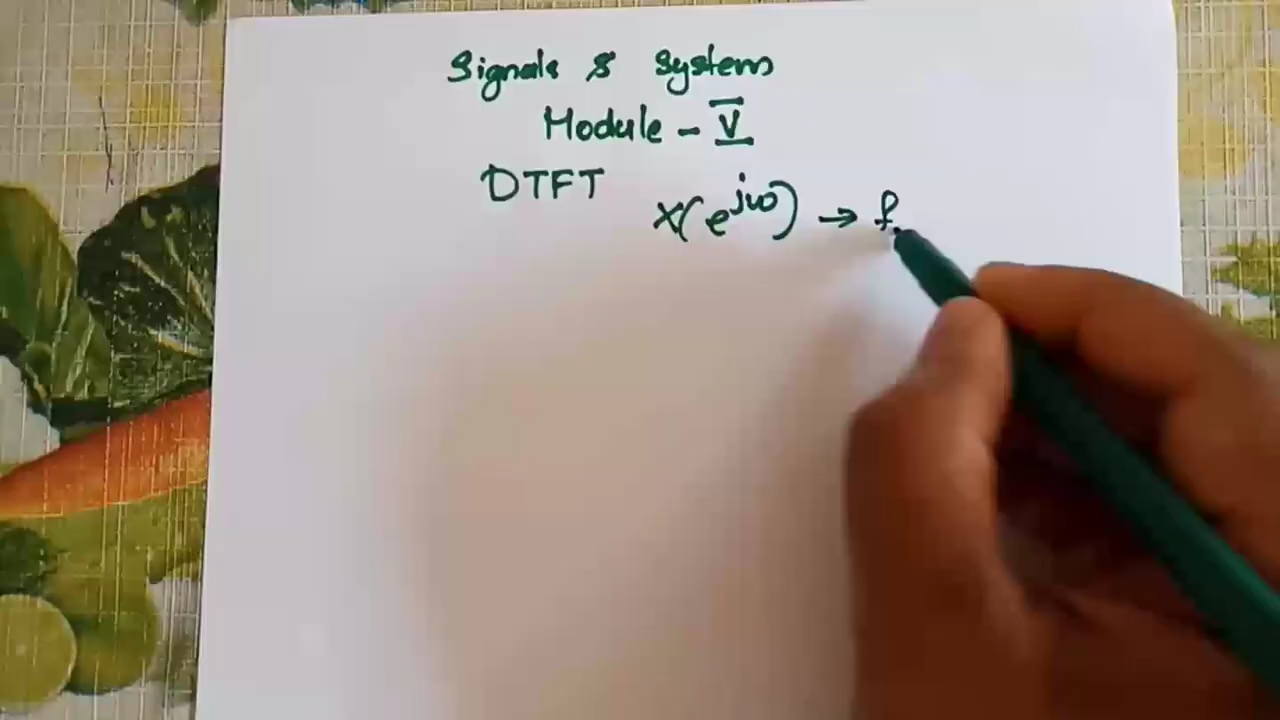 Signals & Systems
Module - V
DTFT
X(e^jω) → f